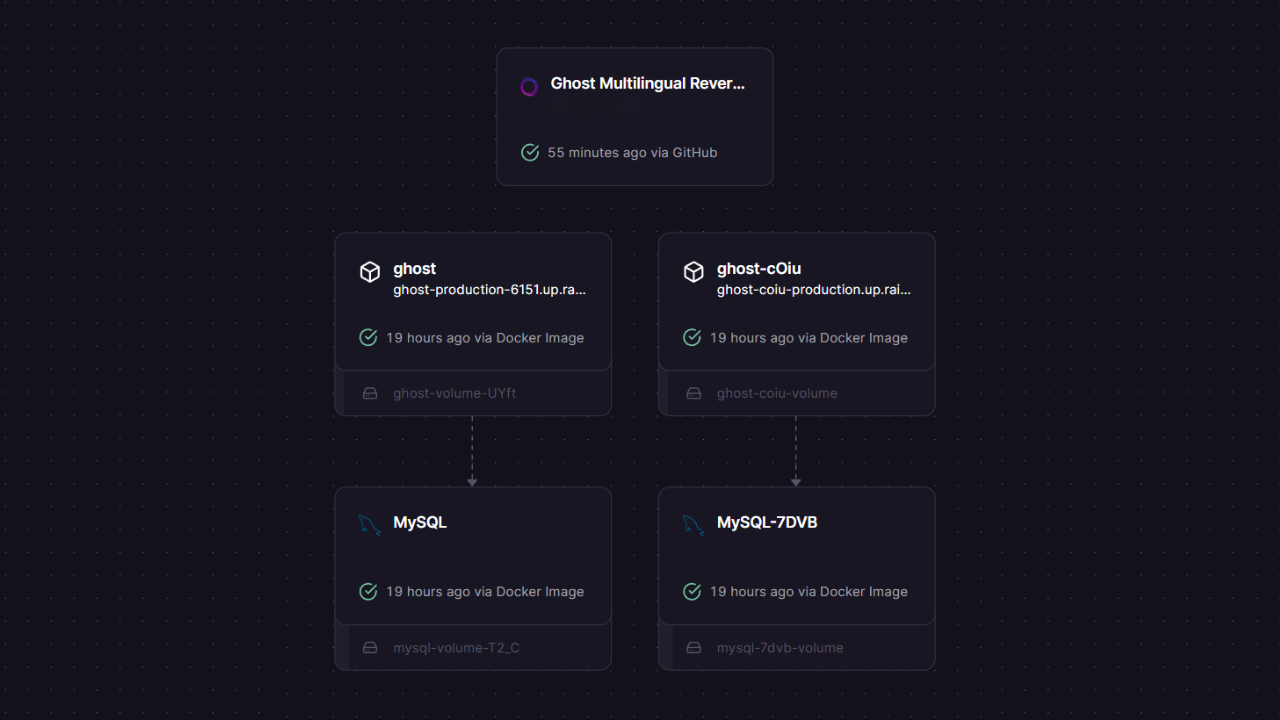 Ghost Multilingual Rever...
55 minutes ago via GitHub
ghost
ghost-production-6151.up.ra...
19 hours ago via Docker Image
ghost-volume-UYft
ghost-cOiu
ghost-coiu-production.up.rai...
19 hours ago via Docker Image
ghost-coiu-volume
MySQL
19 hours ago via Docker Image
mysql-volume-T2_C
MySQL-7DVB
19 hours ago via Docker Image
mysql-7dvb-volume